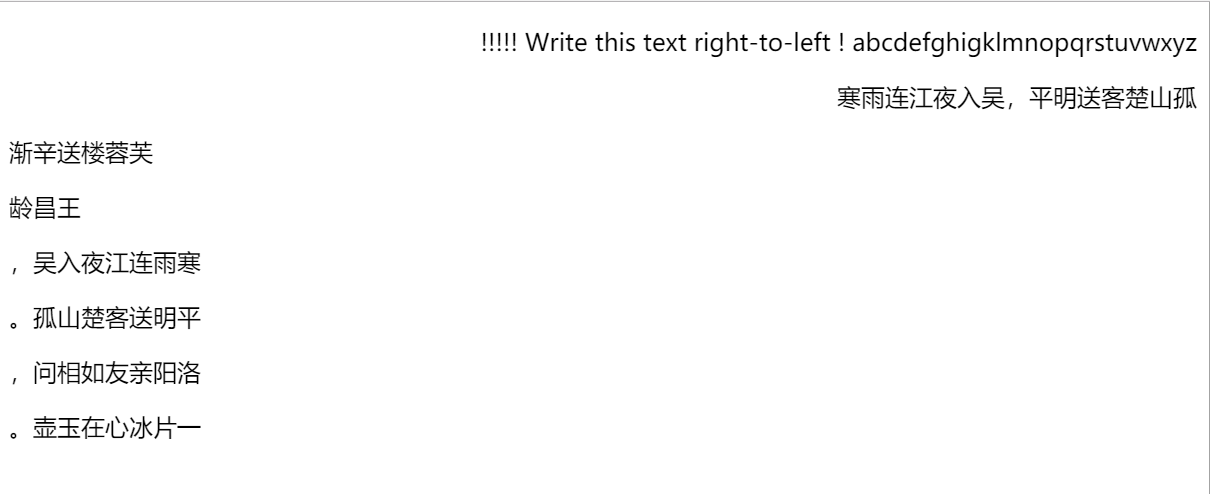 !!!!! Write this text right-to-left ! abcdefghigklmnopqrstuvwxyz
寒雨连江夜入吴，平明送客楚山孤
渐辛送楼蓉芙
龄昌王
，吴入夜江连雨寒
。孤山楚客送明平
，问相如友亲阳洛
。壶玉在心冰片一